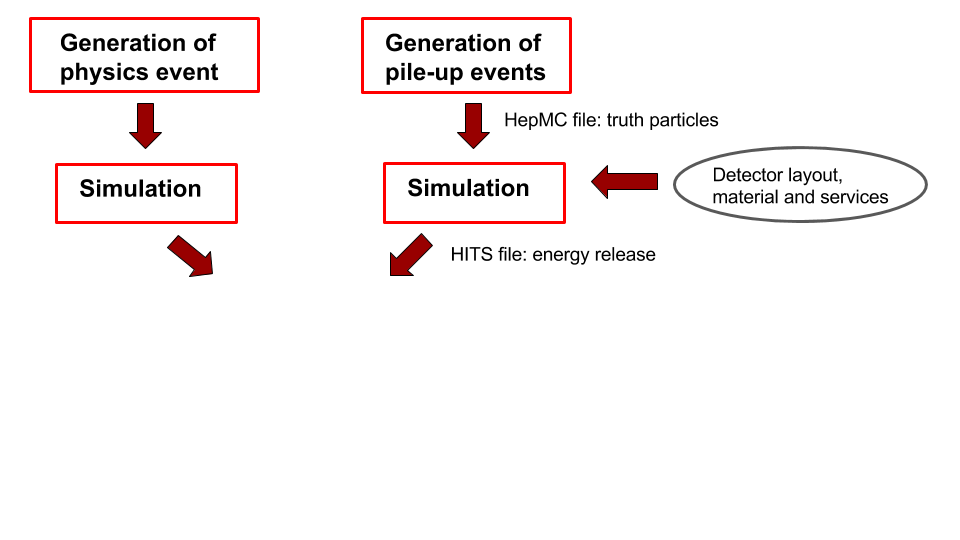 Generation of
physics event
Generation of
pile-up events
HepMC file: truth particles
Simulation
Simulation
Detector layout,
material and services
HITS file: energy release